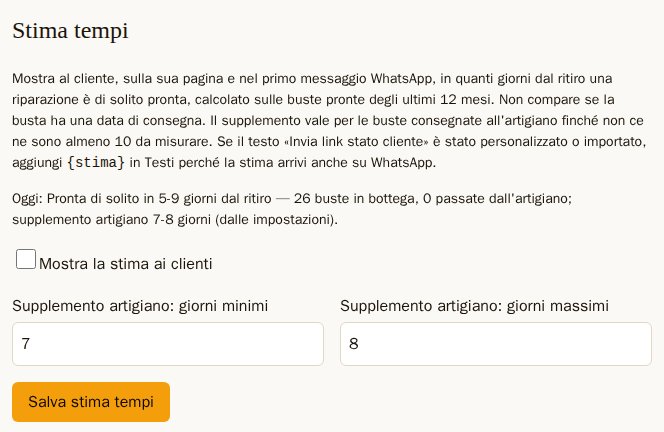 Stima tempi
Mostra al cliente, sulla sua pagina e nel primo messaggio WhatsApp, in quanti giorni dal ritiro una
riparazione è di solito pronta, calcolato sulle buste pronte degli ultimi 12 mesi. Non compare se la
busta ha una data di consegna. Il supplemento vale per le buste consegnate all'artigiano finché non ce
ne sono almeno 10 da misurare. Se il testo «Invia link stato cliente» è stato personalizzato o importato,
aggiungi {stima} in Testi perché la stima arrivi anche su WhatsApp.
Oggi: Pronta di solito in 5-9 giorni dal ritiro — 26 buste in bottega, 0 passate dall'artigiano;
supplemento artigiano 7-8 giorni (dalle impostazioni).
Mostra la stima ai clienti
Supplemento artigiano: giorni minimi
7
Supplemento artigiano: giorni massimi
8
Salva stima tempi